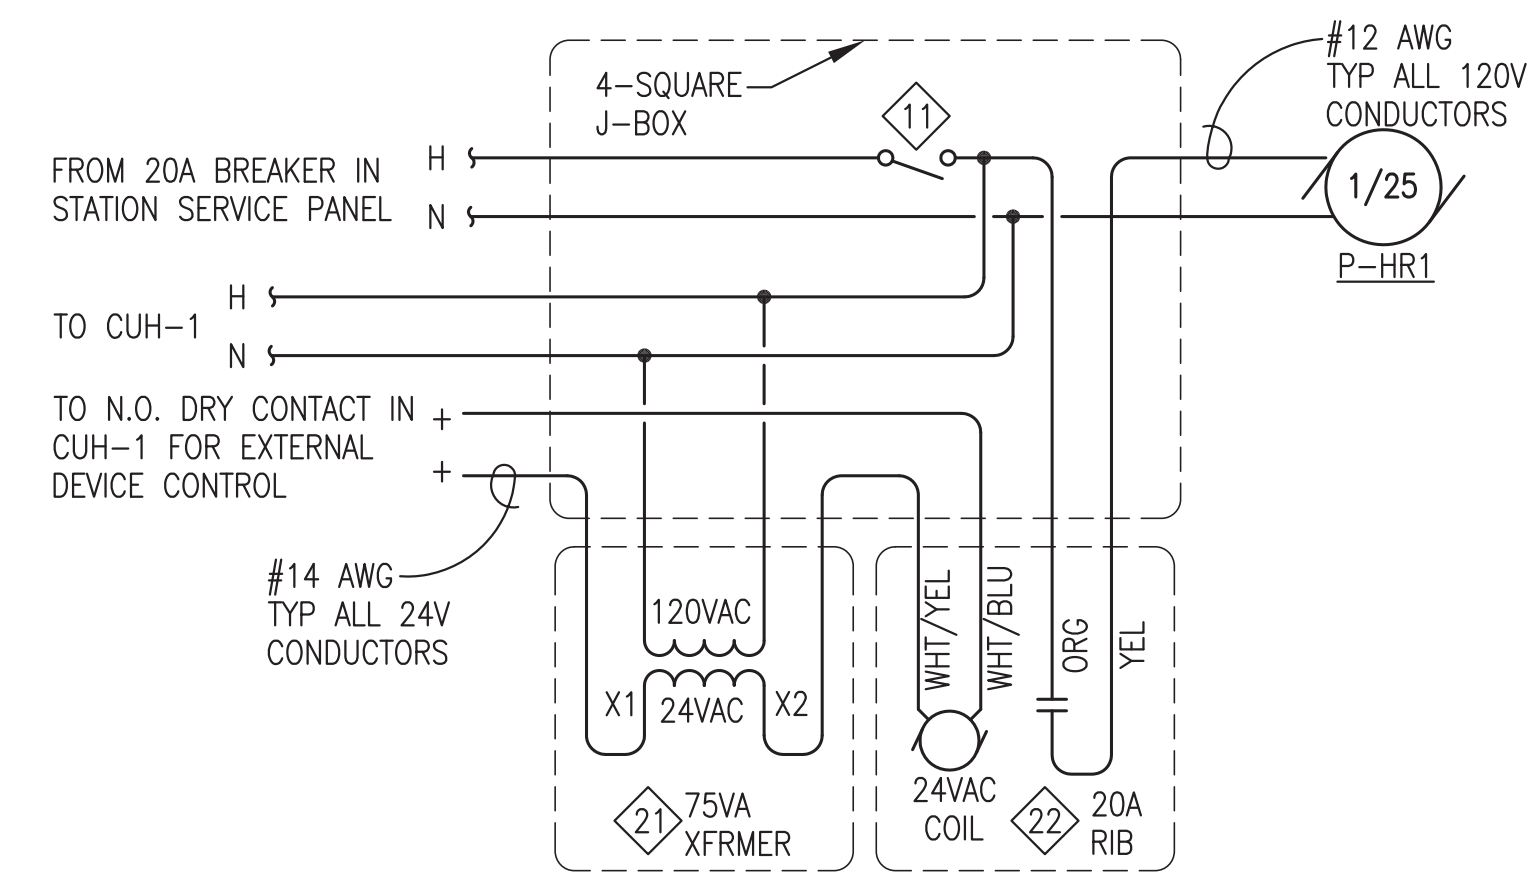 #12 AWG
TYP ALL 120V
CONDUCTORS
4-SQUARE
J-BOX
11
FROM 20A BREAKER IN
STATION SERVICE PANEL
H
N
1/25
P-HR1
TO CUH-1
H
N
TO N.O. DRY CONTACT IN
CUH-1 FOR EXTERNAL
DEVICE CONTROL
+
+
#14 AWG
TYP ALL 24V
CONDUCTORS
120VAC
X1
24VAC
X2
WHT/YEL
WHT/BLU
ORG
YEL
21
75VA
XFRMER
24VAC
COIL
22
20A
RIB